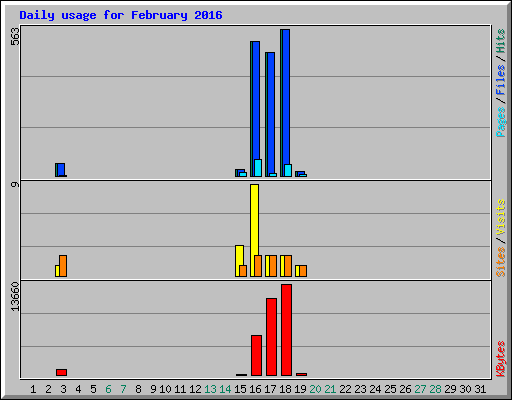 Daily usage for February 2016
563
Pages/Files/Hits
9
Sites/Visits
13660
KBytes
1 2 3 4 5 6 7 8 9 10 11 12 13 14 15 16 17 18 19 20 21 22 23 24 25 26 27 28 29 30 31